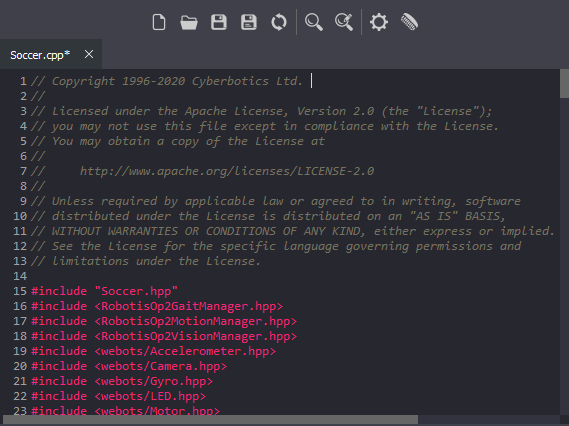 Soccer.cpp*
1 // Copyright 1996-2020 Cyberbotics Ltd.
2 //
3 // Licensed under the Apache License, Version 2.0 (the "License");
4 // you may not use this file except in compliance with the License.
5 // You may obtain a copy of the License at
6 //
7 //     http://www.apache.org/licenses/LICENSE-2.0
8 //
9 // Unless required by applicable law or agreed to in writing, software
10 // distributed under the License is distributed on an "AS IS" BASIS,
11 // WITHOUT WARRANTIES OR CONDITIONS OF ANY KIND, either express or implied.
12 // See the License for the specific language governing permissions and
13 // limitations under the License.
14
15 #include "Soccer.hpp"
16 #include <RobotisOp2GaitManager.hpp>
17 #include <RobotisOp2MotionManager.hpp>
18 #include <RobotisOp2VisionManager.hpp>
19 #include <webots/Accelerometer.hpp>
20 #include <webots/Camera.hpp>
21 #include <webots/Gyro.hpp>
22 #include <webots/LED.hpp>
23 #include <webots/Motor.hpp>